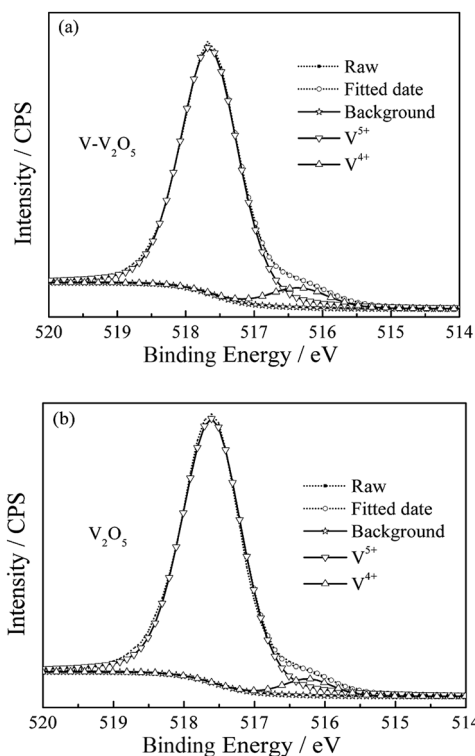 (a)
Raw
Fitted date
Background
V⁵⁺
V⁴⁺
V-V₂O₅
Intensity / CPS
520 519 518 517 516 515 514
Binding Energy / eV
(b)
Raw
Fitted date
Background
V⁵⁺
V⁴⁺
V₂O₅
Intensity / CPS
520 519 518 517 516 515 514
Binding Energy / eV